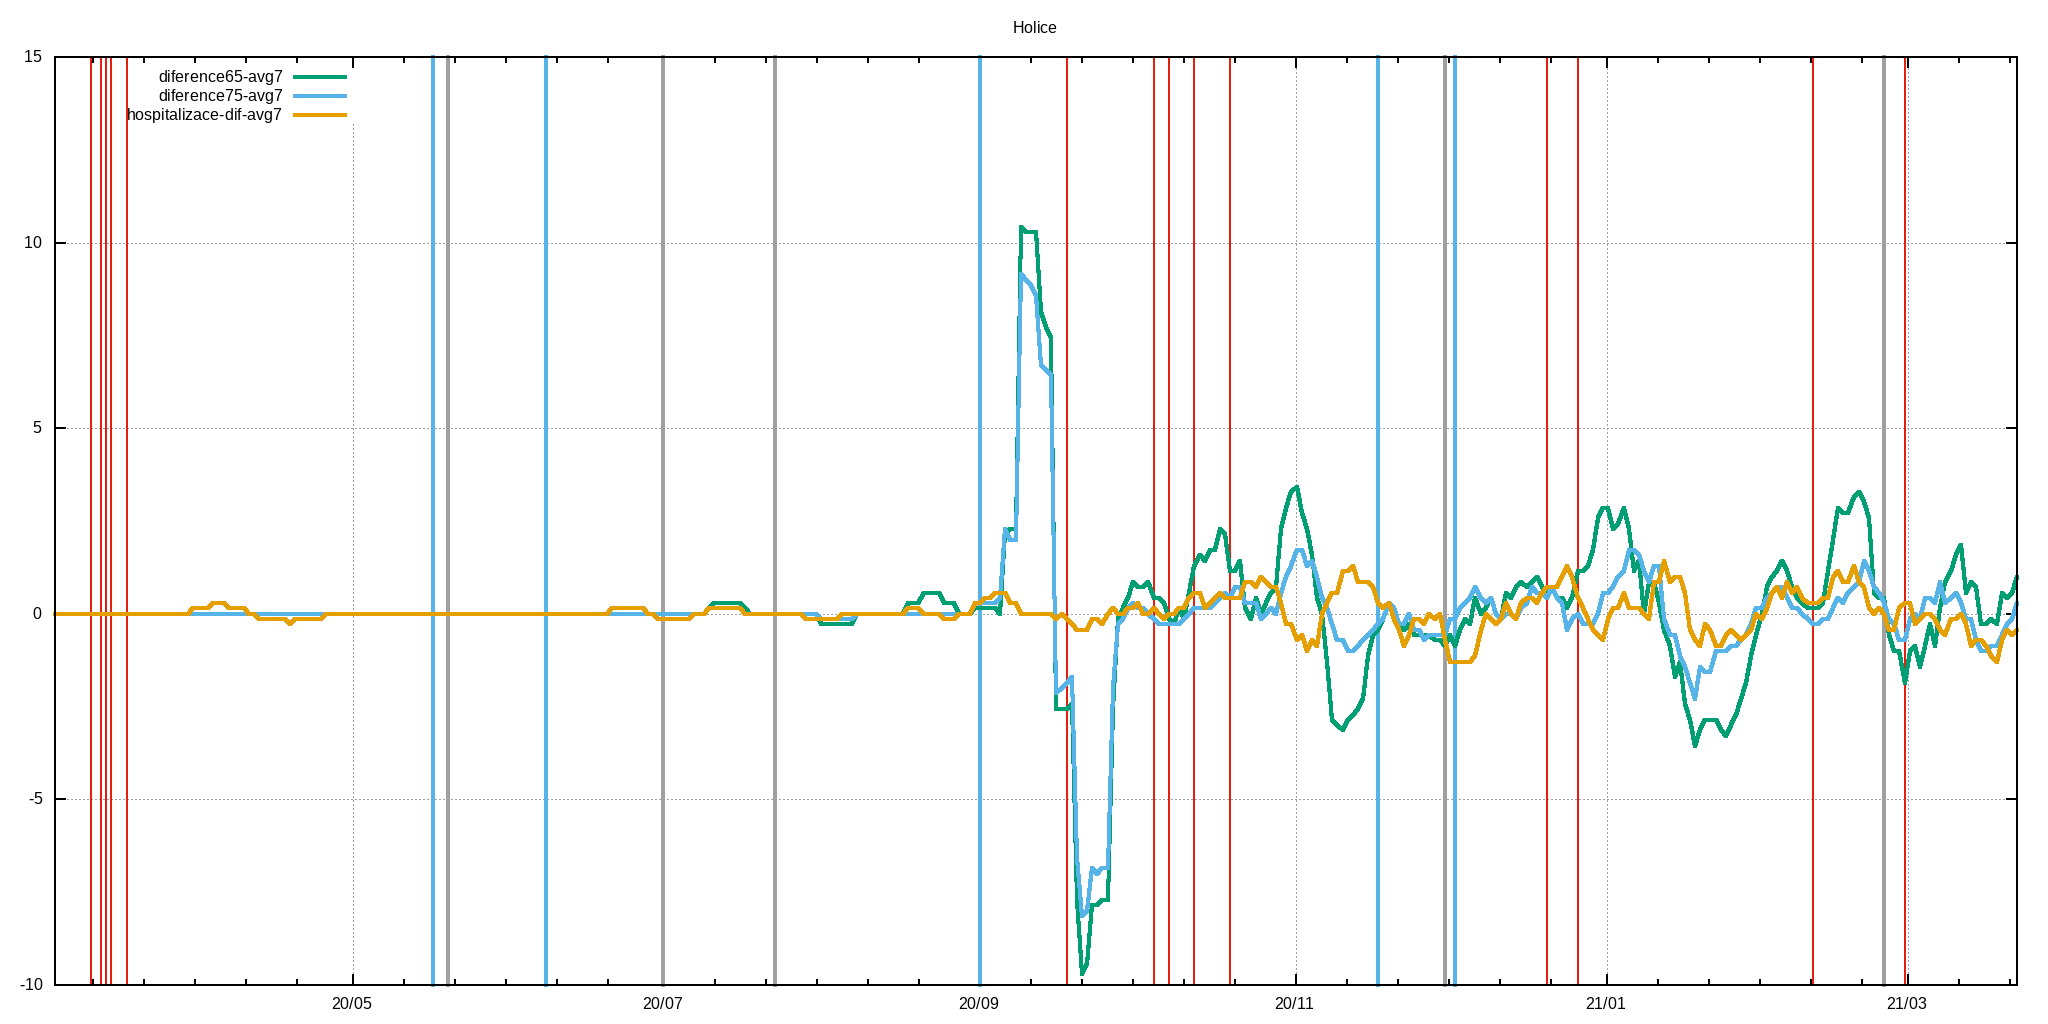 Holice
15
diference65-avg7
diference75-avg7
hospitalizace-dif-avg7
10
5
0
-5
-10
20/05 20/07 20/09 20/11 21/01 21/03